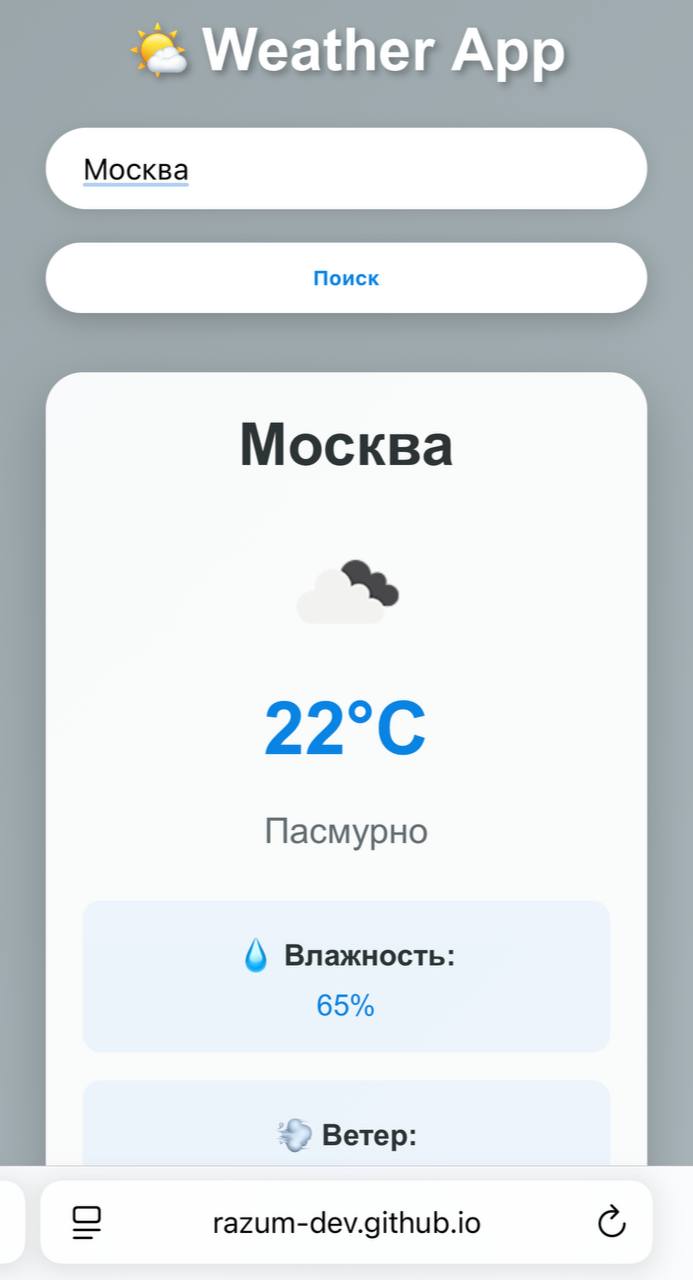 Weather App
Москва
Поиск
Москва
22°C
Пасмурно
Влажность:
65%
Ветер:
razum-dev.github.io